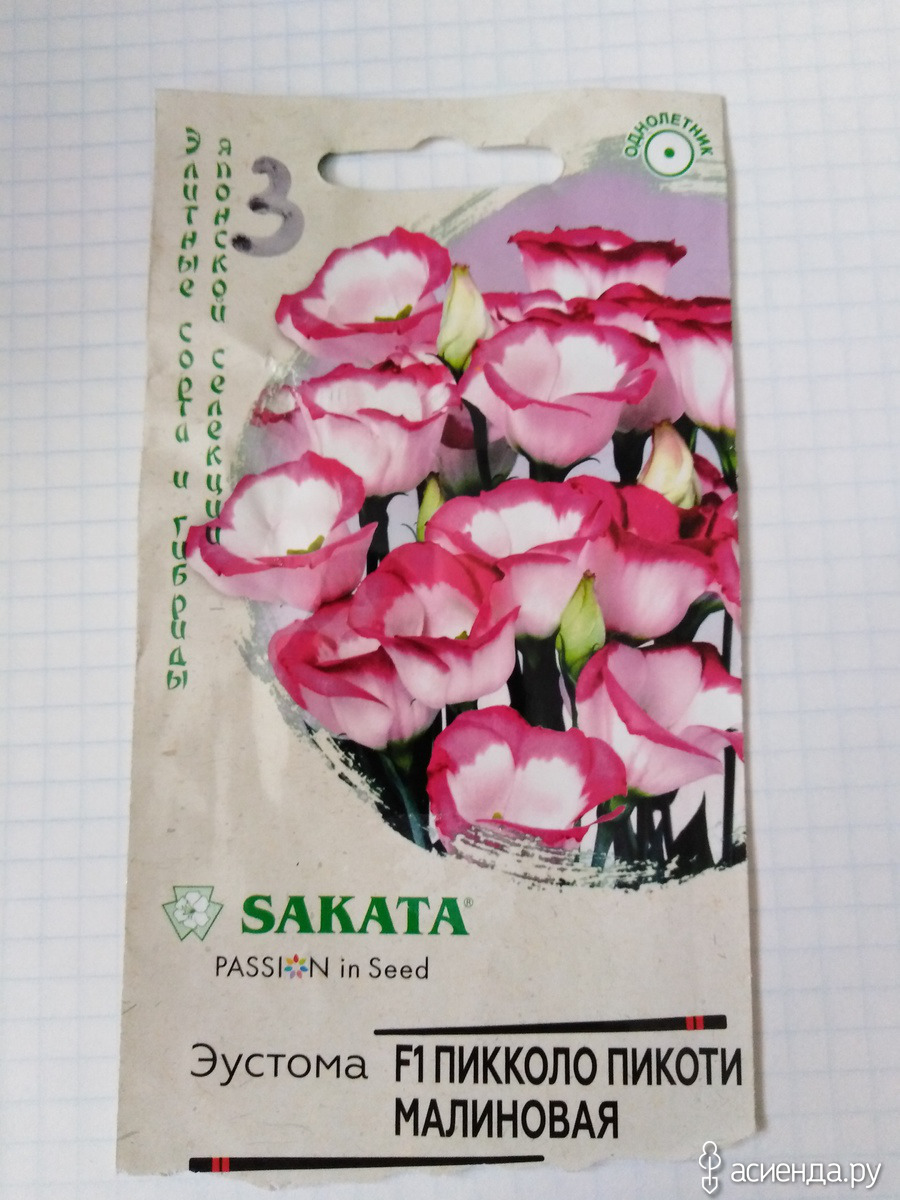 Элитные сорта и гибриды
японской селекции
3
ОДНОЛЕТНИК
SAKATA®
PASSION in Seed
Эустома F1 ПИККОЛО ПИКОТИ
МАЛИНОВАЯ
асиенда.ру